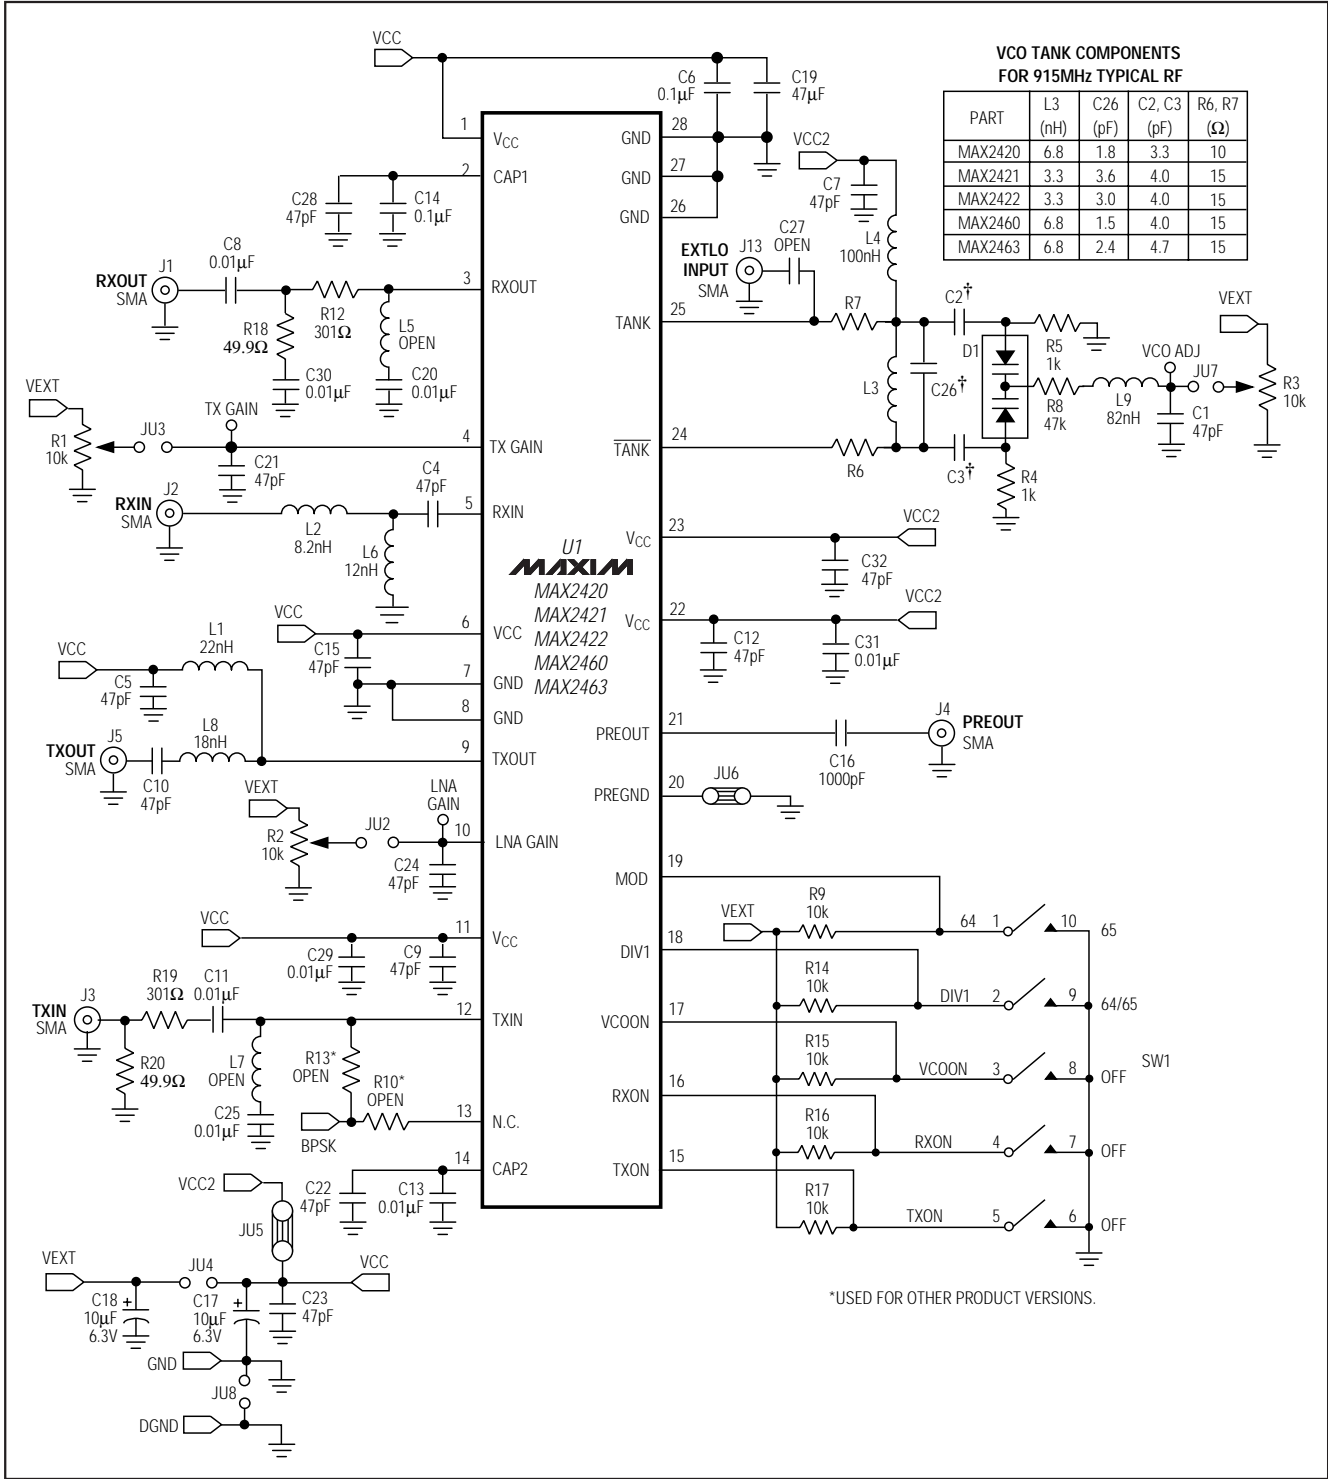 VCC
C6
0.1µF
C19
47µF
VCO TANK COMPONENTS
FOR 915MHz TYPICAL RF
PART L3 (nH) C26 (pF) C2, C3 (pF) R6, R7 (Ω)
MAX2420 6.8 1.8 3.3 10
MAX2421 3.3 3.6 4.0 15
MAX2422 3.3 3.0 4.0 15
MAX2460 6.8 1.5 4.0 15
MAX2463 6.8 2.4 4.7 15
1
VCC
2
CAP1
C28
47pF
C14
0.1µF
28
GND
27
GND
26
GND
VCC2
C7
47pF
L4
100nH
C27
OPEN
EXTLO
INPUT
SMA
J13
RXOUT
SMA
J1
C8
0.01µF
R12
301Ω
R18
49.9Ω
C30
0.01µF
L5
OPEN
C20
0.01µF
3
RXOUT
25
TANK
R7
C2†
D1
R5
1k
VCO ADJ
JU7
VEXT
R3
10k
L3
C26†
R8
47k
L9
82nH
C1
47pF
24
TANK
R6
C3†
R4
1k
VEXT
R1
10k
JU3
TX GAIN
C21
47pF
4
TX GAIN
RXIN
SMA
J2
L2
8.2nH
C4
47pF
L6
12nH
5
RXIN
U1
MAXIM
MAX2420
MAX2421
MAX2422
MAX2460
MAX2463
23
VCC
VCC2
C32
47pF
22
VCC
VCC2
C12
47pF
C31
0.01µF
VCC
C15
47pF
6
VCC
7
GND
8
GND
VCC
L1
22nH
C5
47pF
TXOUT
SMA
J5
C10
47pF
L8
18nH
9
TXOUT
21
PREOUT
C16
1000pF
J4
PREOUT
SMA
20
PREGND
JU6
VEXT
R2
10k
JU2
LNA
GAIN
C24
47pF
10
LNA GAIN
19
MOD
VEXT
R9
10k
64
1
10
65
VCC
C29
0.01µF
C9
47pF
11
VCC
18
DIV1
R14
10k
DIV1
2
9
64/65
TXIN
SMA
J3
R19
301Ω
C11
0.01µF
R20
49.9Ω
L7
OPEN
C25
0.01µF
R13*
OPEN
R10*
OPEN
BPSK
12
TXIN
17
VCOON
R15
10k
VCOON
3
8
OFF
SW1
13
N.C.
16
RXON
R16
10k
RXON
4
7
OFF
14
CAP2
C22
47pF
C13
0.01µF
15
TXON
R17
10k
TXON
5
6
OFF
VCC2
JU5
VEXT
JU4
VCC
C18
10µF
6.3V
+
C17
10µF
6.3V
+
C23
47pF
GND
JU8
DGND
*USED FOR OTHER PRODUCT VERSIONS.